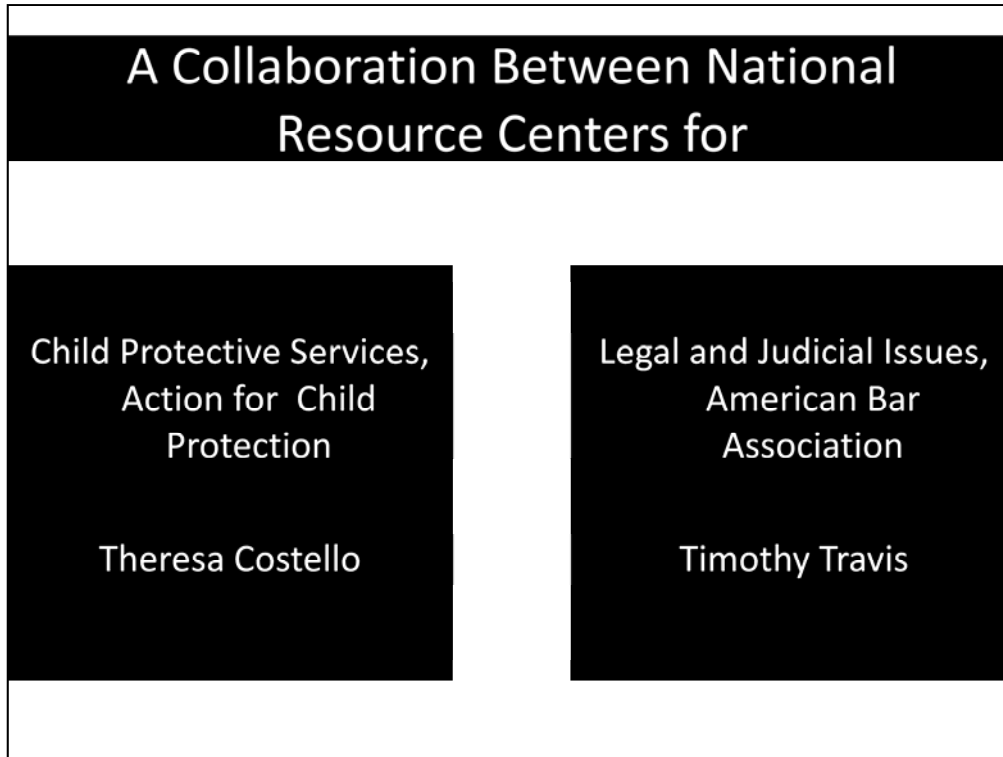 A Collaboration Between National
Resource Centers for
Child Protective Services,
Action for Child
Protection
Theresa Costello
Legal and Judicial Issues,
American Bar
Association
Timothy Travis